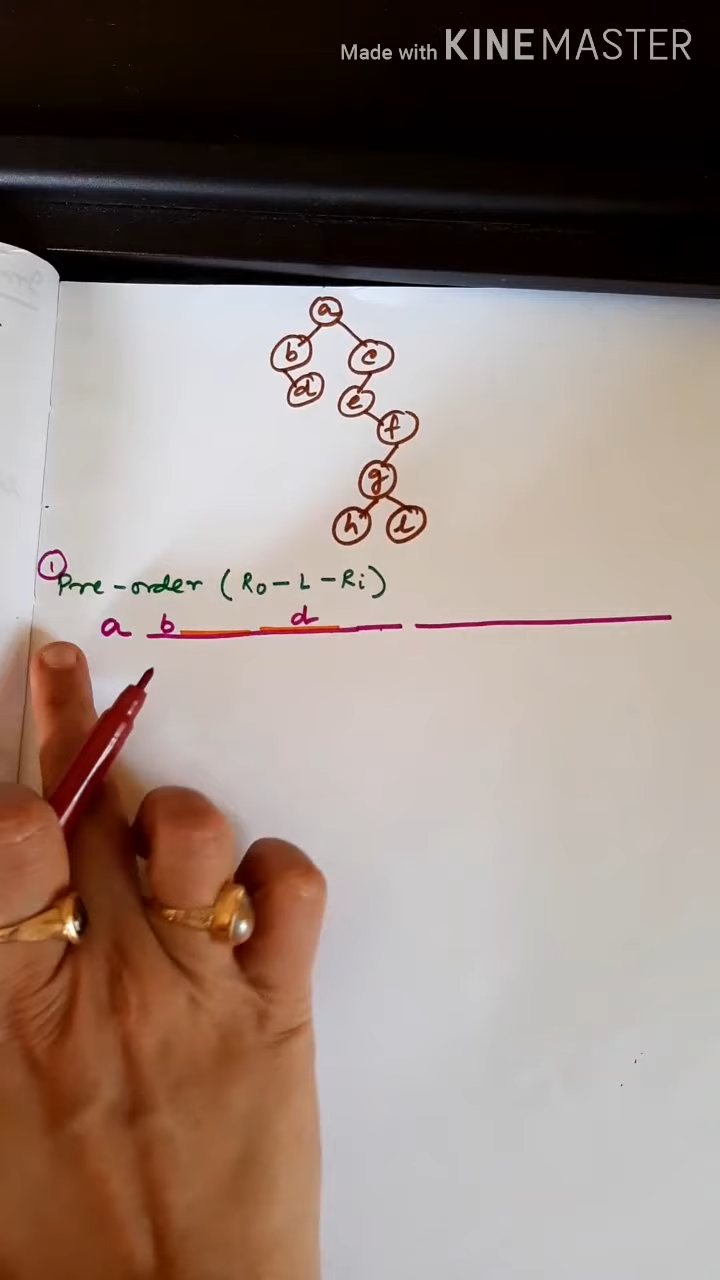 Made with KINEMASTER
a
b c
d e
f
g
h i
1
Pre-order (Ro-L-Ri)
a b d